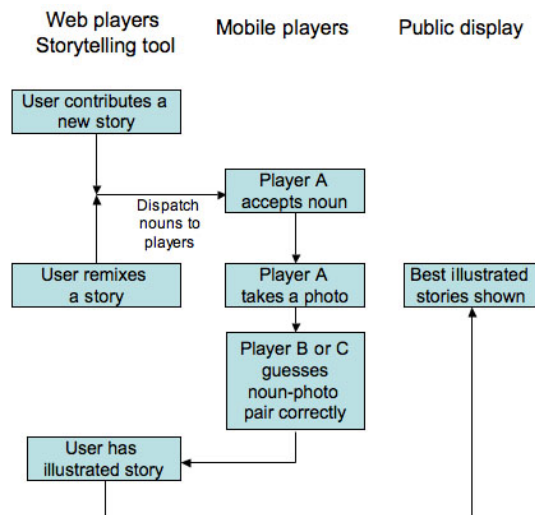 Web players
Storytelling tool
Mobile players
Public display
User contributes a
new story
Dispatch
nouns to
players
Player A
accepts noun
User remixes
a story
Player A
takes a photo
Best illustrated
stories shown
Player B or C
guesses
noun-photo
pair correctly
User has
illustrated story